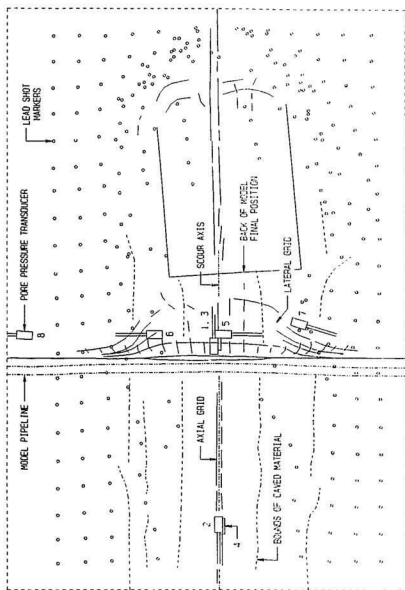 LEAD SHOT
MARKERS
PORE PRESSURE TRANSDUCER
8
MODEL PIPELINE
6
1, 3
5
7
SCOUR AXIS
BACK OF MODEL
FINAL POSITION
LATERAL GRID
AXIAL GRID
2
4
BOUNDS OF CAVED MATERIAL